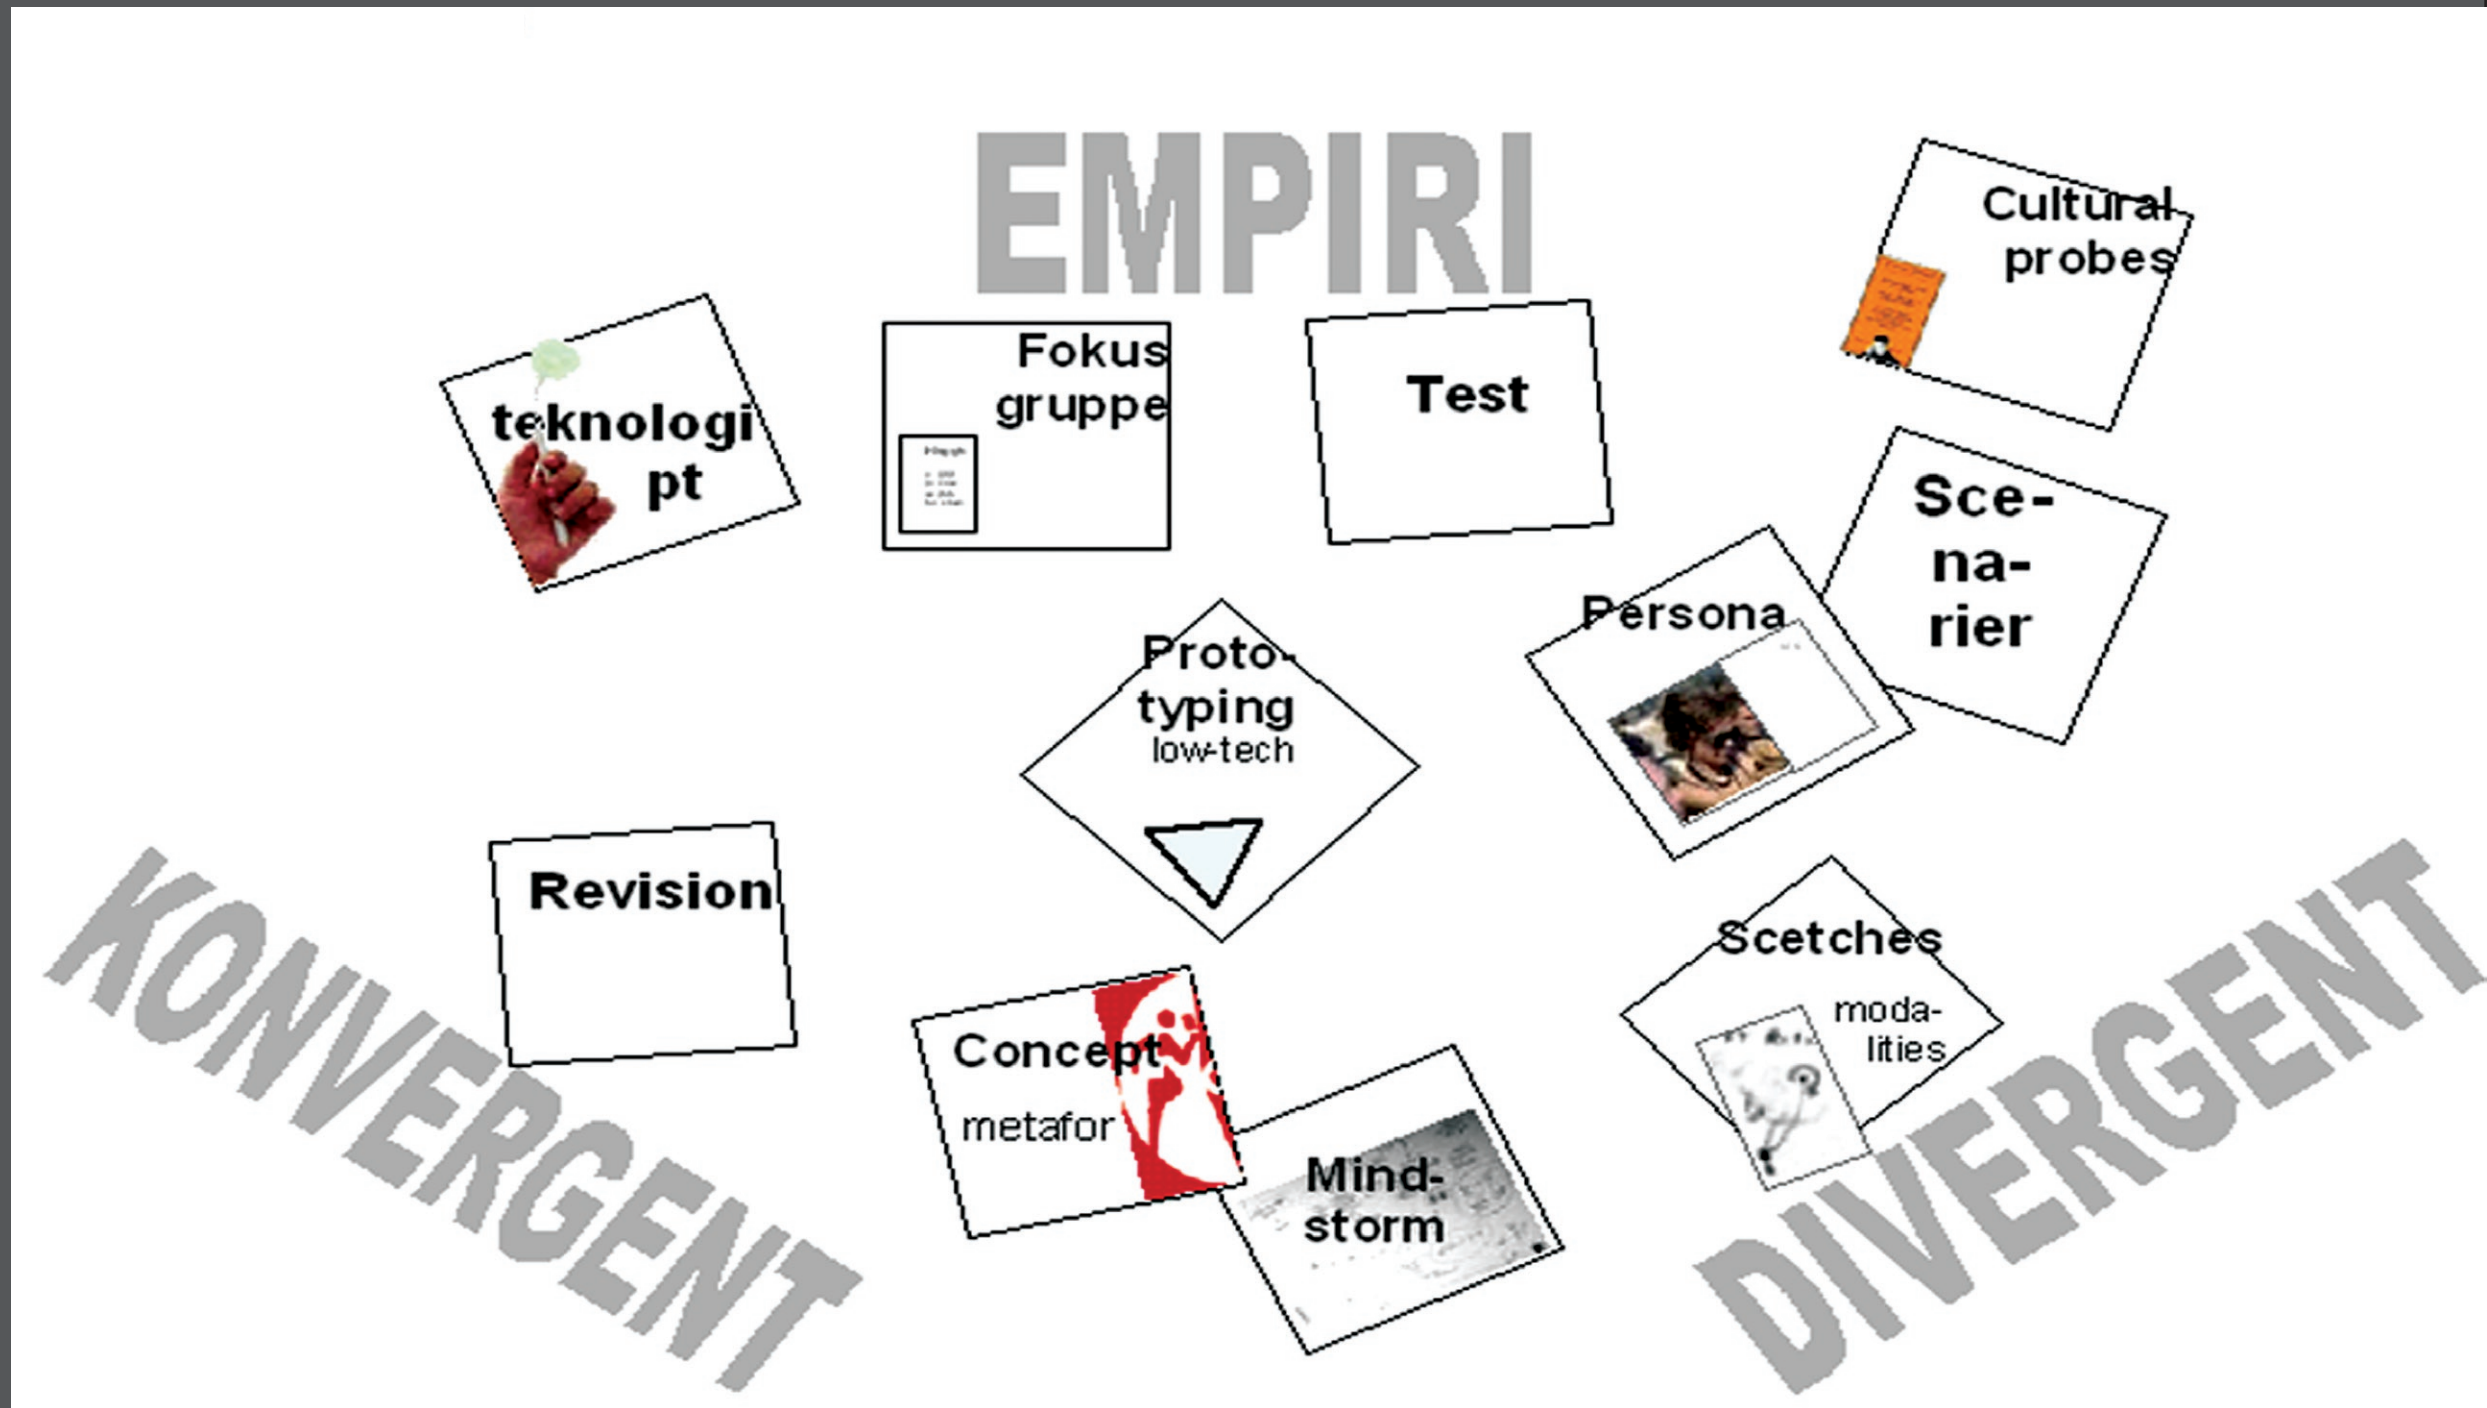 EMPIRI
Cultural
probes
teknologi
pt
Fokus
gruppe
Test
Sce-
na-
rier
Persona
Proto-
typing
low-tech
Revision
Scetches
moda-
lities
Concept
metafor
Mind-
storm
KONVERGENT
DIVERGENT